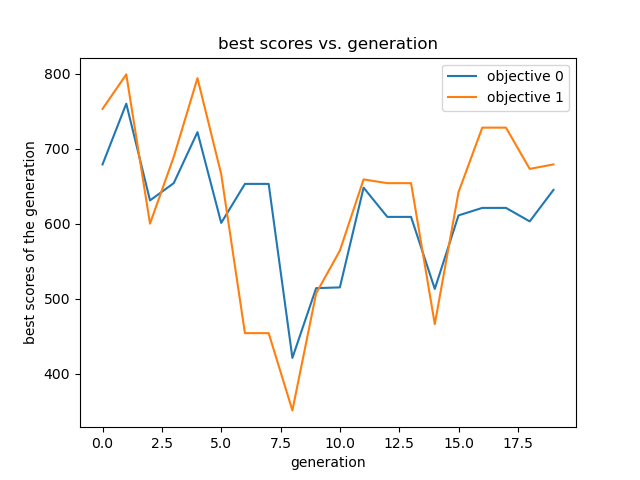 best scores vs. generation
objective 0
objective 1
best scores of the generation
800
700
600
500
400
0.0 2.5 5.0 7.5 10.0 12.5 15.0 17.5
generation